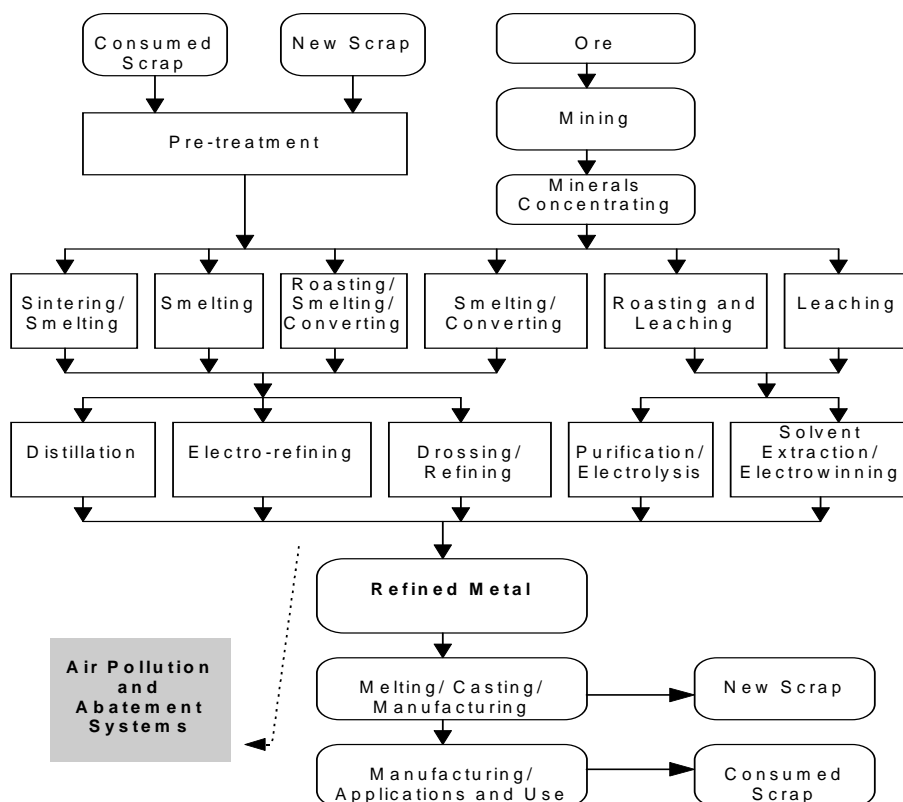 Consumed
Scrap
New Scrap
Ore
Mining
Pre-treatment
Minerals
Concentrating
Sintering/
Smelting
Smelting
Roasting/
Smelting/
Converting
Smelting/
Converting
Roasting and
Leaching
Leaching
Distillation
Electro-refining
Drossing/
Refining
Purification/
Electrolysis
Solvent
Extraction/
Electrowinning
Refined Metal
Air Pollution
and
Abatement
Systems
Melting/ Casting/
Manufacturing
New Scrap
Manufacturing/
Applications and Use
Consumed
Scrap